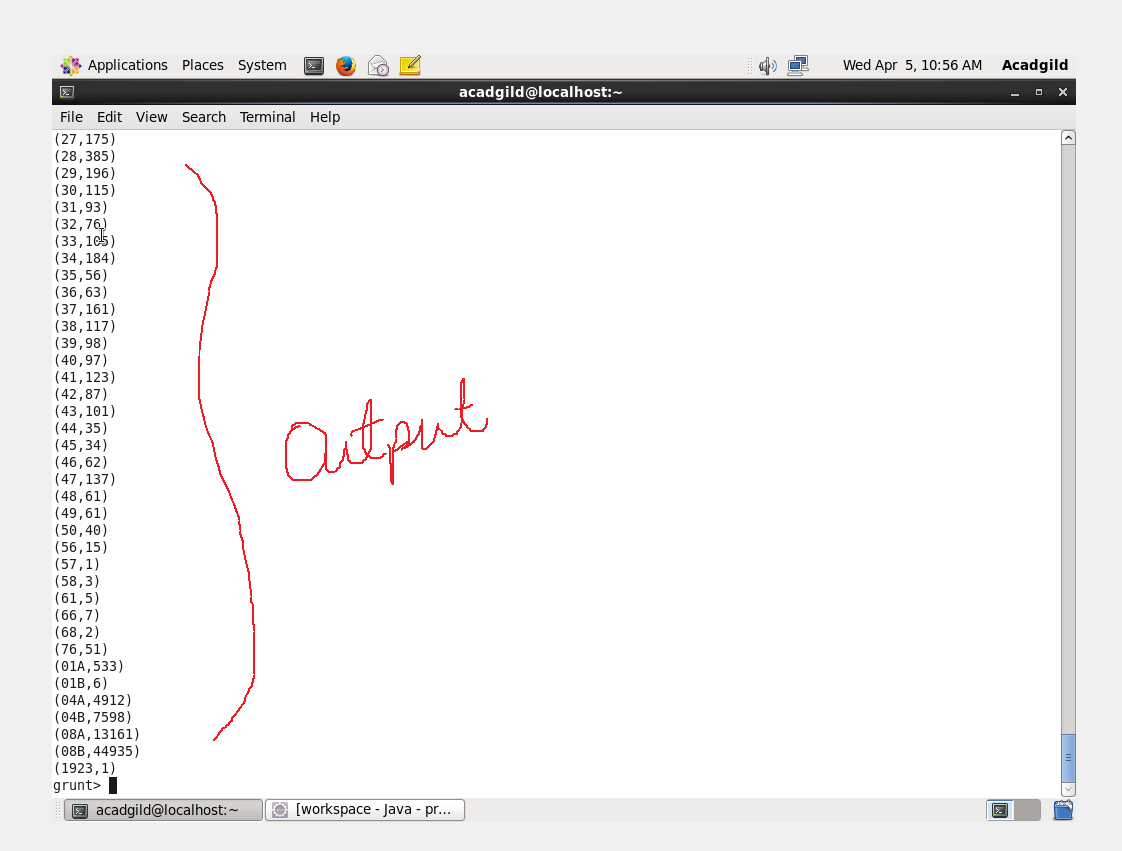 Applications Places System Wed Apr 5, 10:56 AM Acadgild
acadgild@localhost:~
File Edit View Search Terminal Help
(27,175)
(28,385)
(29,196)
(30,115)
(31,93)
(32,76)
(33,105)
(34,184)
(35,56)
(36,63)
(37,161)
(38,117)
(39,98)
(40,97)
(41,123)
(42,87)
(43,101)
(44,35)
(45,34)
(46,62)
(47,137)
(48,61)
(49,61)
(50,40)
(56,15)
(57,1)
(58,3)
(61,5)
(66,7)
(68,2)
(76,51)
(01A,533)
(01B,6)
(04A,4912)
(04B,7598)
(08A,13161)
(08B,44935)
(1923,1)
grunt>
Output
acadgild@localhost:~ [workspace - Java - pr...